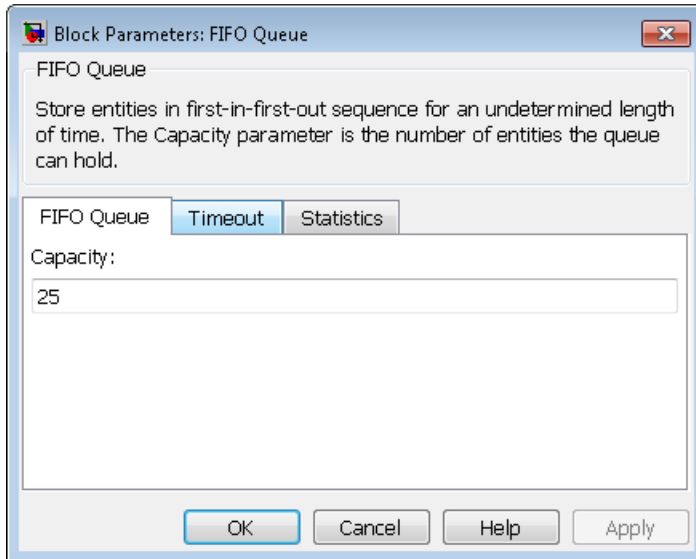 Block Parameters: FIFO Queue
FIFO Queue
Store entities in first-in-first-out sequence for an undetermined length
of time. The Capacity parameter is the number of entities the queue
can hold.
FIFO Queue Timeout Statistics
Capacity:
25
OK Cancel Help Apply